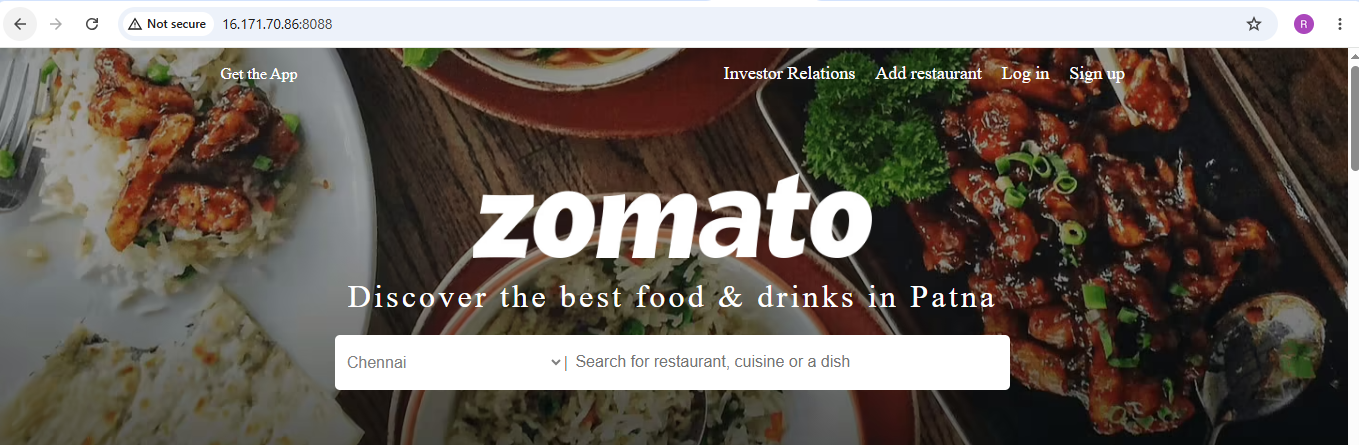 Not secure 16.171.70.86:8088 R
Get the App Investor Relations Add restaurant Log in Sign up
zomato
Discover the best food & drinks in Patna
Chennai | Search for restaurant, cuisine or a dish